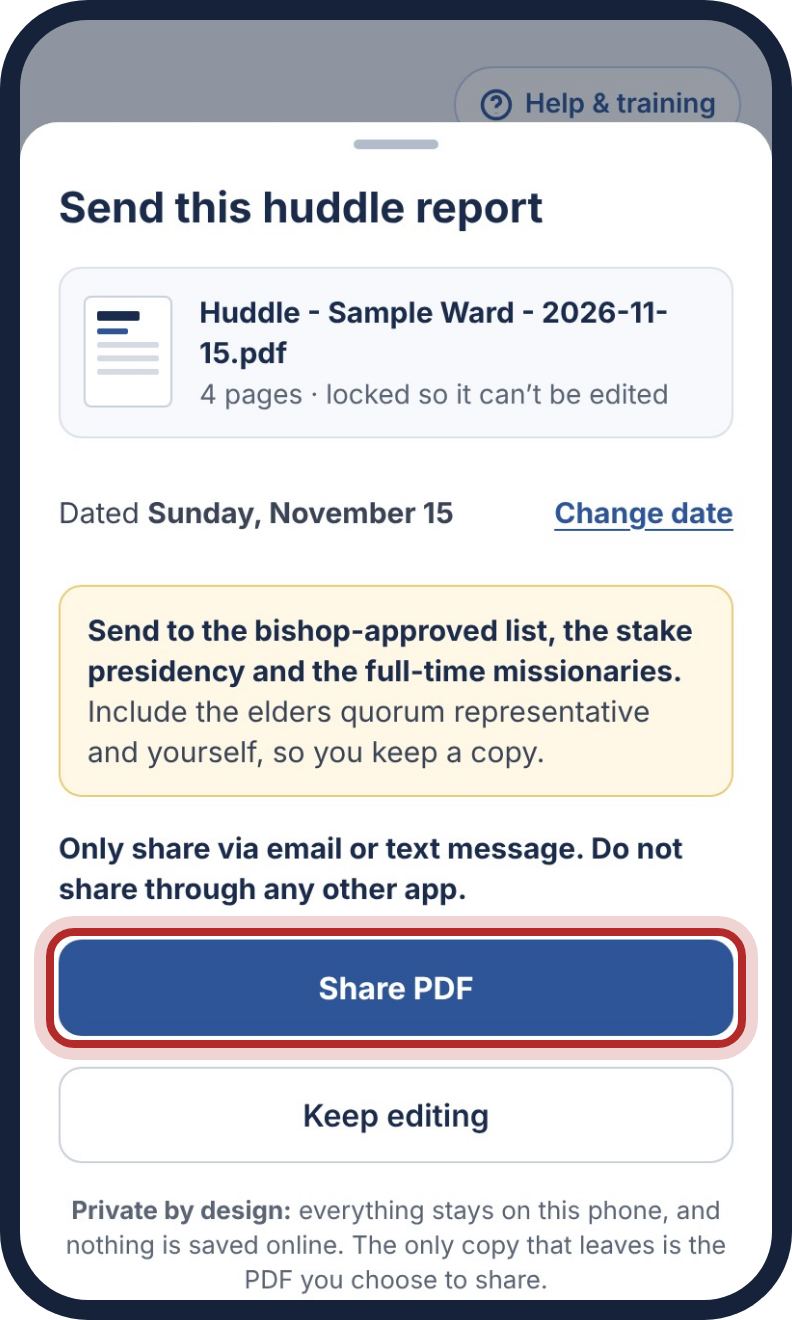 Help & training
Send this huddle report
Huddle - Sample Ward - 2026-11-
15.pdf
4 pages · locked so it can’t be edited
Dated Sunday, November 15
Change date
Send to the bishop-approved list, the stake
presidency and the full-time missionaries.
Include the elders quorum representative
and yourself, so you keep a copy.
Only share via email or text message. Do not
share through any other app.
Share PDF
Keep editing
Private by design: everything stays on this phone, and
nothing is saved online. The only copy that leaves is the
PDF you choose to share.